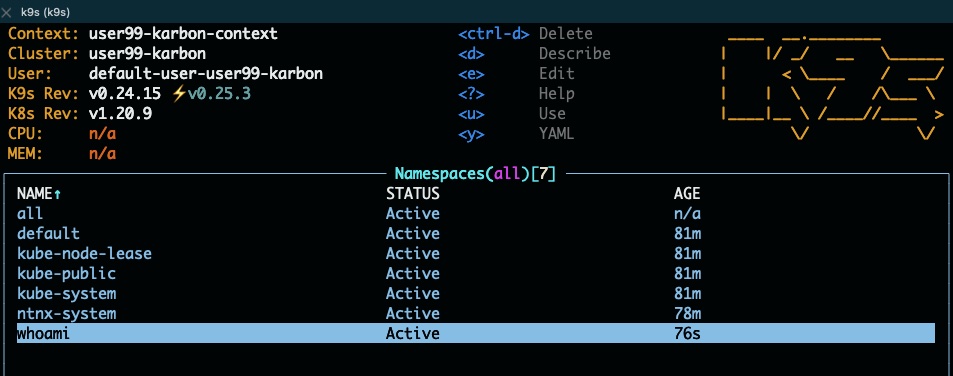 k9s (k9s)
Context: user99-karbon-context <ctrl-d> Delete
Cluster: user99-karbon <d> Describe
User: default-user-user99-karbon <e> Edit
K9s Rev: v0.24.15 ⚡v0.25.3 <?> Help
K8s Rev: v1.20.9 <u> Use
CPU: n/a <y> YAML
MEM: n/a
K9s
Namespaces(all)[7]
NAME↑ STATUS AGE
all Active n/a
default Active 81m
kube-node-lease Active 81m
kube-public Active 81m
kube-system Active 81m
ntnx-system Active 78m
whoami Active 76s